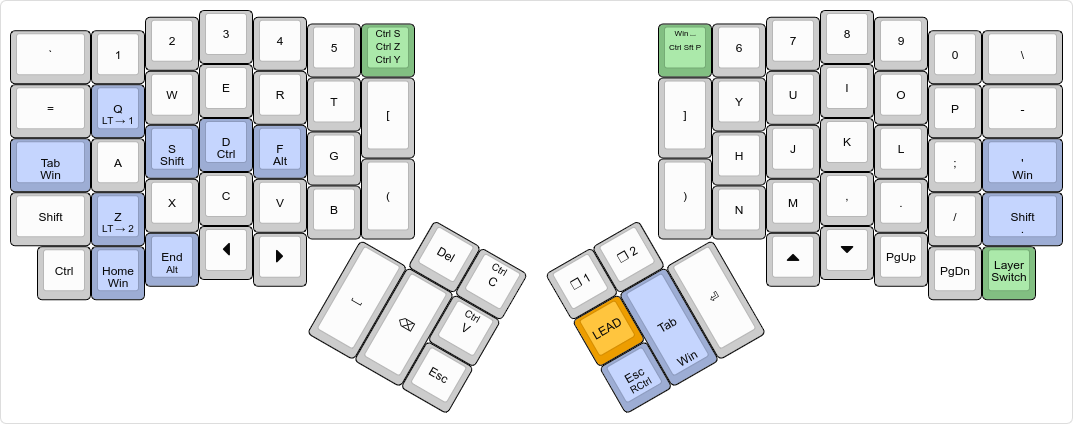 ` 1 2 3 4 5 Ctrl S
Ctrl Z
Ctrl Y
Win ...
Ctrl Sft P
6 7 8 9 0 \
= Q W E R T [
LT → 1
] Y U I O P -
Tab A S D F G
Win Shift Ctrl Alt
H J K L ; '
Win
Shift Z X C V B (
LT → 2
) N M , . / Shift
.
Ctrl Home End ◀ ▶
Win Alt
▲ ▼ PgUp PgDn Layer
Switch
Del
Ctrl
C
⌫
Ctrl
V
Esc
❐ 1
❐ 2
LEAD
Tab
Win
⏎
Esc
RCtrl